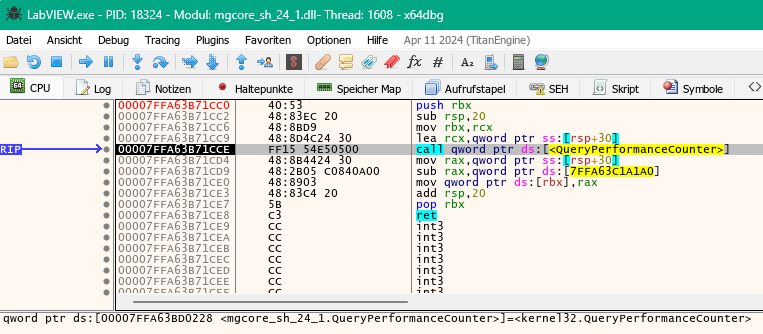 LabVIEW.exe - PID: 18324 - Modul: mgcore_sh_24_1.dll- Thread: 1608 - x64dbg
Datei Ansicht Debug Tracing Plugins Favoriten Optionen Hilfe Apr 11 2024 (TitanEngine)
CPU Log Notizen Haltepunkte Speicher Map Aufrufstapel SEH Script Symbole
00007FFA63B71CC0 40:53 push rbx
00007FFA63B71CC2 48:83EC 20 sub rsp,20
00007FFA63B71CC6 48:8BD9 mov rbx,rcx
00007FFA63B71CC9 48:8D4C24 30 lea rcx,qword ptr ss:[rsp+30]
RIP 00007FFA63B71CCE FF15 54E50500 call qword ptr ds:[<QueryPerformanceCounter>]
00007FFA63B71CD4 48:8B4424 30 mov rax,qword ptr ss:[rsp+30]
00007FFA63B71CD9 48:2B05 C0840A00 sub rax,qword ptr ds:[7FFA63C1A1A0]
00007FFA63B71CE0 48:8903 mov qword ptr ds:[rbx],rax
00007FFA63B71CE3 48:83C4 20 add rsp,20
00007FFA63B71CE7 5B pop rbx
00007FFA63B71CE8 c3 ret
00007FFA63B71CE9 CC int3
00007FFA63B71CEA CC int3
00007FFA63B71CEB CC int3
00007FFA63B71CEC CC int3
00007FFA63B71CED CC int3
00007FFA63B71CEE CC int3
00007FFA63B71CEF CC int3
qword ptr ds:[00007FFA63BD0228 <mgcore_sh_24_1.QueryPerformanceCounter>]=<kernel32.QueryPerformanceCounter>